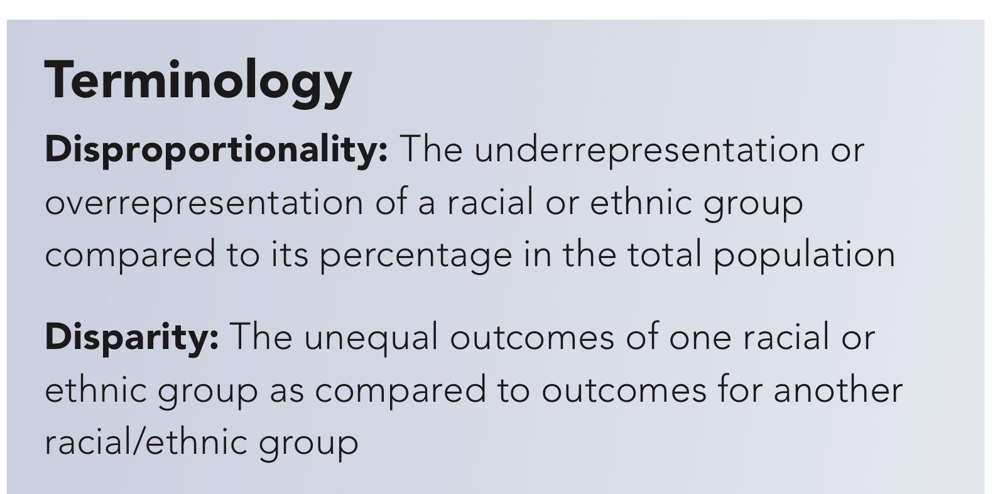 Terminology
Disproportionality: The underrepresentation or
overrepresentation of a racial or ethnic group
compared to its percentage in the total population
Disparity: The unequal outcomes of one racial or
ethnic group as compared to outcomes for another
racial/ethnic group